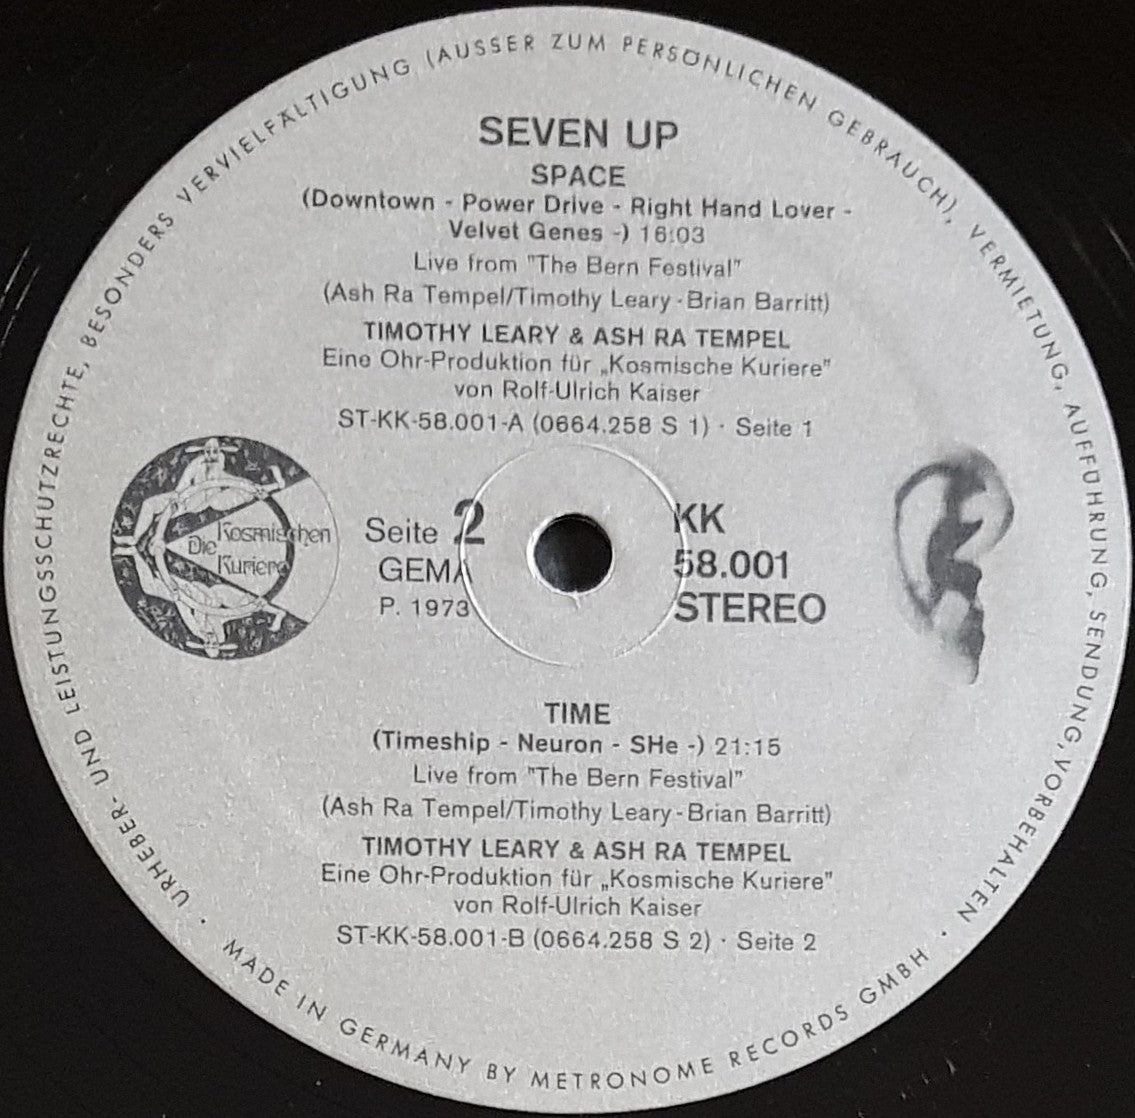 SEVEN UP
SPACE
(Downtown - Power Drive - Right Hand Lover -
Velvet Genes -) 16:03
Live from "The Bern Festival"
(Ash Ra Tempel/Timothy Leary - Brian Barritt)
TIMOTHY LEARY & ASH RA TEMPEL
Eine Ohr-Produktion für „Kosmische Kuriere"
von Rolf-Ulrich Kaiser
ST-KK-58.001-A (0664.258 S 1) · Seite 1
Die Kosmischen
Kuriere
Seite 2
GEMA
P. 1973
KK
58.001
STEREO
TIME
(Timeship - Neuron - SHe -) 21:15
Live from "The Bern Festival"
(Ash Ra Tempel/Timothy Leary - Brian Barritt)
TIMOTHY LEARY & ASH RA TEMPEL
Eine Ohr-Produktion für „Kosmische Kuriere"
von Rolf-Ulrich Kaiser
ST-KK-58.001-B (0664.258 S 2) · Seite 2
URHEBER- UND LEISTUNGSSCHUTZRECHTE, BESONDERS VERVIELFÄLTIGUNG (AUSSER ZUM PERSÖNLICHEN GEBRAUCH), VERMIETUNG, AUFFÜHRUNG, SENDUNG, VORBEHALTEN ·
MADE IN GERMANY BY METRONOME RECORDS GMBH ·